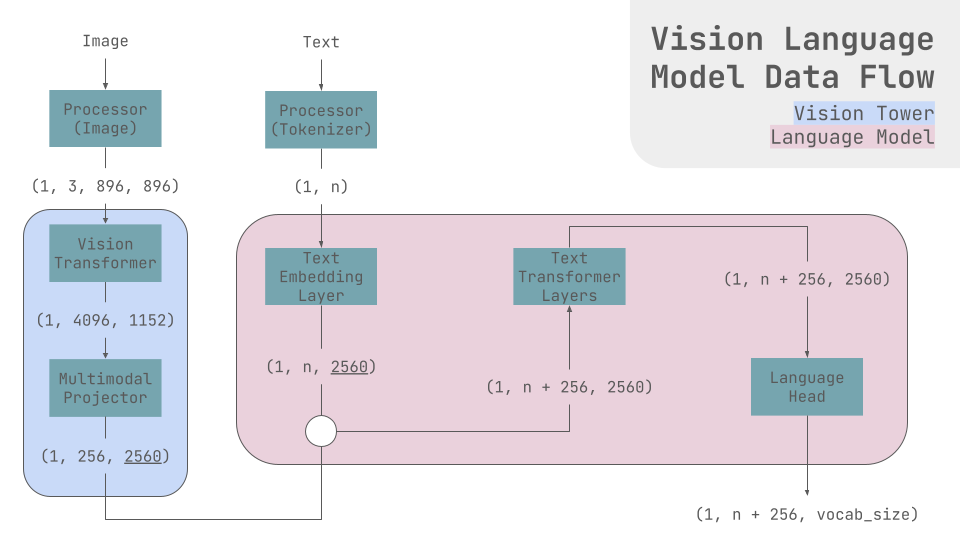 Vision Language
Model Data Flow
Vision Tower
Language Model
Image
Processor
(Image)
(1, 3, 896, 896)
Vision
Transformer
(1, 4096, 1152)
Multimodal
Projector
(1, 256, 2560)
Text
Processor
(Tokenizer)
(1, n)
Text
Embedding
Layer
(1, n, 2560)
(1, n + 256, 2560)
Text
Transformer
Layers
(1, n + 256, 2560)
Language
Head
(1, n + 256, vocab_size)